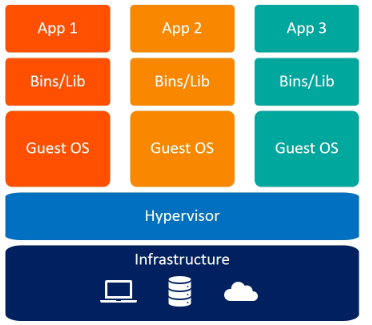 App 1
App 2
App 3
Bins/Lib
Bins/Lib
Bins/Lib
Guest OS
Guest OS
Guest OS
Hypervisor
Infrastructure